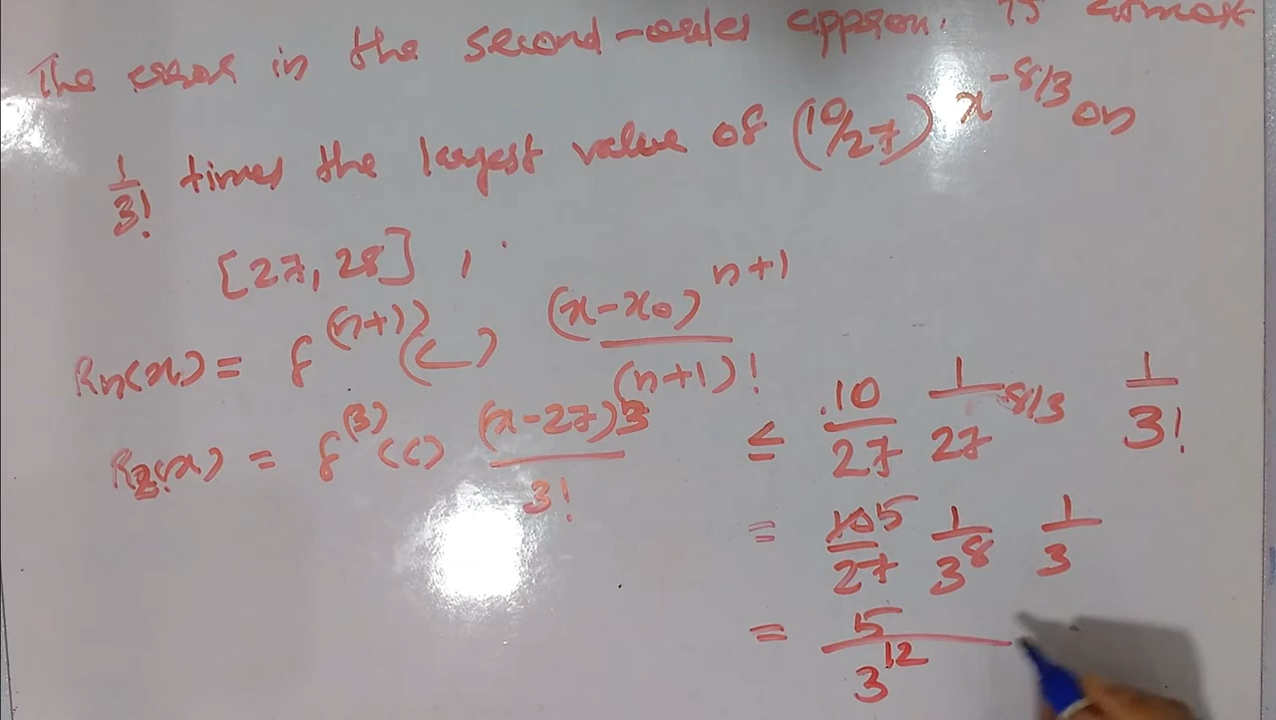 The error in the second-order approx. is atmost
1/3! times the largest value of (10/27) x^{-8/3} on
[27, 28],
Rn(x) = f^{(n+1)}(c) (x-x0)^{n+1}/(n+1)!
R2(x) = f^{(3)}(c) (x-27)3/3! ≤ 10/27 1/27^{8/3} 1/3!
= 10 5/27 1/3^8 1/3
= 5/3^{12}